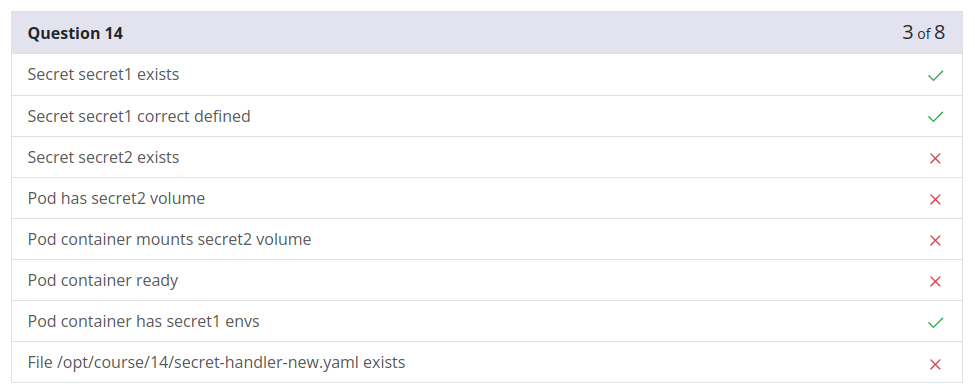 Question 14 3 of 8
Secret secret1 exists
Secret secret1 correct defined
Secret secret2 exists
Pod has secret2 volume
Pod container mounts secret2 volume
Pod container ready
Pod container has secret1 envs
File /opt/course/14/secret-handler-new.yaml exists